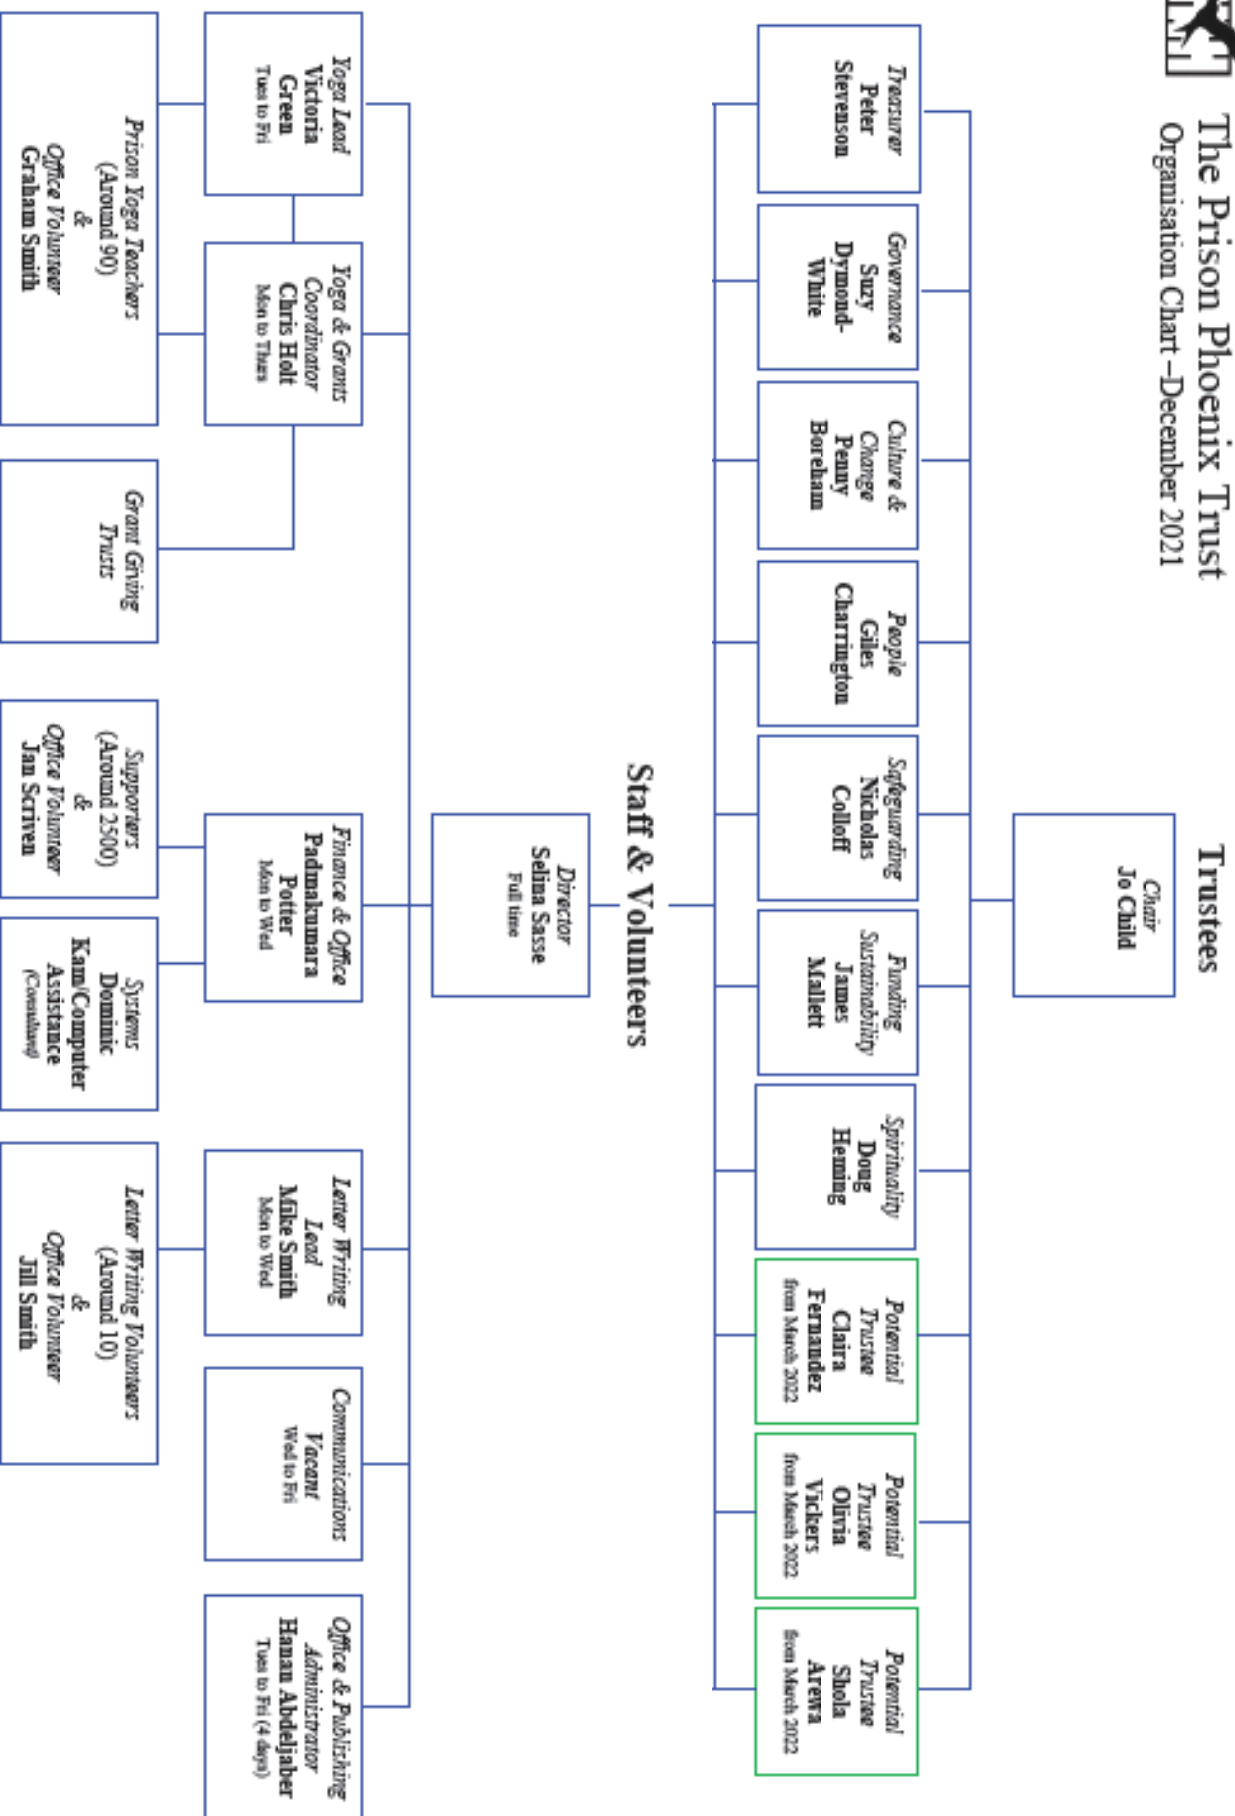 The Prison Phoenix Trust
Organisation Chart –December 2021
Trustees
Chair
Jo Child
Treasurer
Peter
Stevenson
Governance
Suzy
Dymond-
White
Culture &
Change
Penny
Boreham
People
Giles
Charrington
Safeguarding
Nicholas
Colloff
Funding
Sustainability
James
Mallett
Spirituality
Doug
Heming
Potential
Trustee
Claira
Fernandez
from March 2022
Potential
Trustee
Olivia
Vickers
from March 2022
Potential
Trustee
Shola
Arewa
from March 2022
Staff & Volunteers
Director
Selina Sasse
Full time
Yoga Lead
Victoria
Green
Tues to Fri
Yoga & Grants
Coordinator
Chris Holt
Mon to Thurs
Finance & Office
Padmakumara
Potter
Mon to Wed
Letter Writing
Lead
Mike Smith
Mon to Wed
Communications
Vacant
Wed to Fri
Office & Publishing
Administrator
Hanan Abdeljaber
Tues to Fri (4 days)
Prison Yoga Teachers
(Around 90)
&
Office Volunteer
Graham Smith
Grant Giving
Trusts
Supporters
(Around 2500)
&
Office Volunteer
Jan Scriven
Systems
Dominic
Kam/Computer
Assistance
(Consultant)
Letter Writing Volunteers
(Around 10)
&
Office Volunteer
Jill Smith